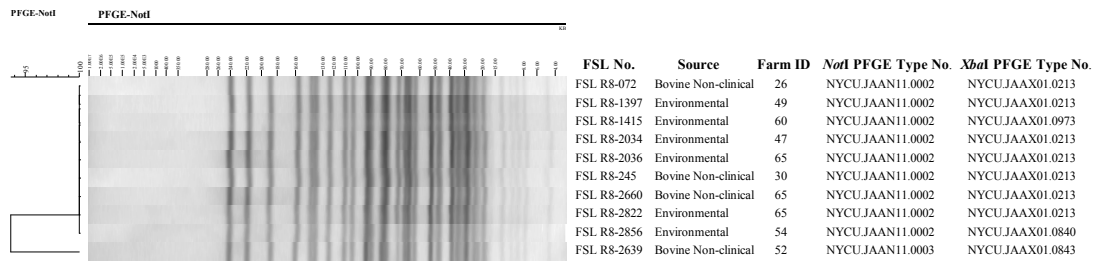 PFGE-NotI PFGE-NotI
95 100
FSL No. Source Farm ID NotI PFGE Type No. XbaI PFGE Type No.
FSL R8-072 Bovine Non-clinical 26 NYCU.JAAN11.0002 NYCU.JAAX01.0213
FSL R8-1397 Environmental 49 NYCU.JAAN11.0002 NYCU.JAAX01.0213
FSL R8-1415 Environmental 60 NYCU.JAAN11.0002 NYCU.JAAX01.0973
FSL R8-2034 Environmental 47 NYCU.JAAN11.0002 NYCU.JAAX01.0213
FSL R8-2036 Environmental 65 NYCU.JAAN11.0002 NYCU.JAAX01.0213
FSL R8-245 Bovine Non-clinical 30 NYCU.JAAN11.0002 NYCU.JAAX01.0213
FSL R8-2660 Bovine Non-clinical 65 NYCU.JAAN11.0002 NYCU.JAAX01.0213
FSL R8-2822 Environmental 65 NYCU.JAAN11.0002 NYCU.JAAX01.0213
FSL R8-2856 Environmental 54 NYCU.JAAN11.0002 NYCU.JAAX01.0840
FSL R8-2639 Bovine Non-clinical 52 NYCU.JAAN11.0003 NYCU.JAAX01.0843